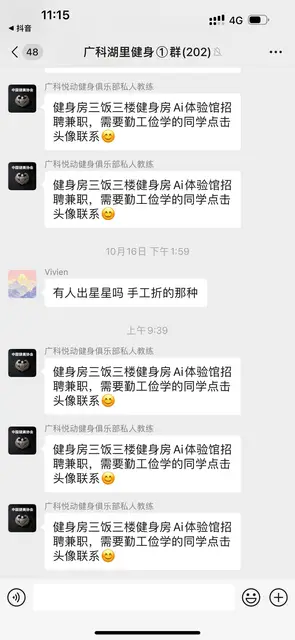 11:15
4G
抖音
48
广科湖里健身①群(202)
广科悦动健身俱乐部私人教练
健身房三饭三楼健身房Ai体验馆招
聘兼职，需要勤工俭学的同学点击
头像联系😊
广科悦动健身俱乐部私人教练
健身房三饭三楼健身房Ai体验馆招
聘兼职，需要勤工俭学的同学点击
头像联系😊
10月16日 下午1:59
Vivien
有人出星星吗 手工折的那种
上午9:39
广科悦动健身俱乐部私人教练
健身房三饭三楼健身房Ai体验馆招
聘兼职，需要勤工俭学的同学点击
头像联系😊
广科悦动健身俱乐部私人教练
健身房三饭三楼健身房Ai体验馆招
聘兼职，需要勤工俭学的同学点击
头像联系😊
广科悦动健身俱乐部私人教练
健身房三饭三楼健身房Ai体验馆招
聘兼职，需要勤工俭学的同学点击
头像联系😊